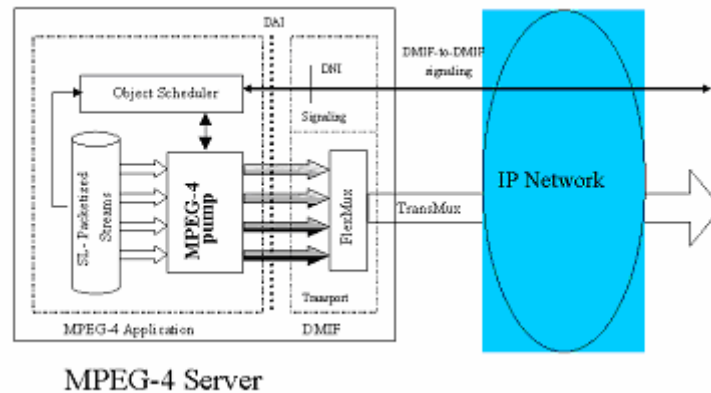 DAI
DMIF-to-DMIF
signaling
DNI
Object Scheduler
Signaling
SL- Packetized
Streams
MPEG-4
pump
FlexMux
TransMux
IP Network
Transport
MPEG-4 Application
DMIF
MPEG-4 Server